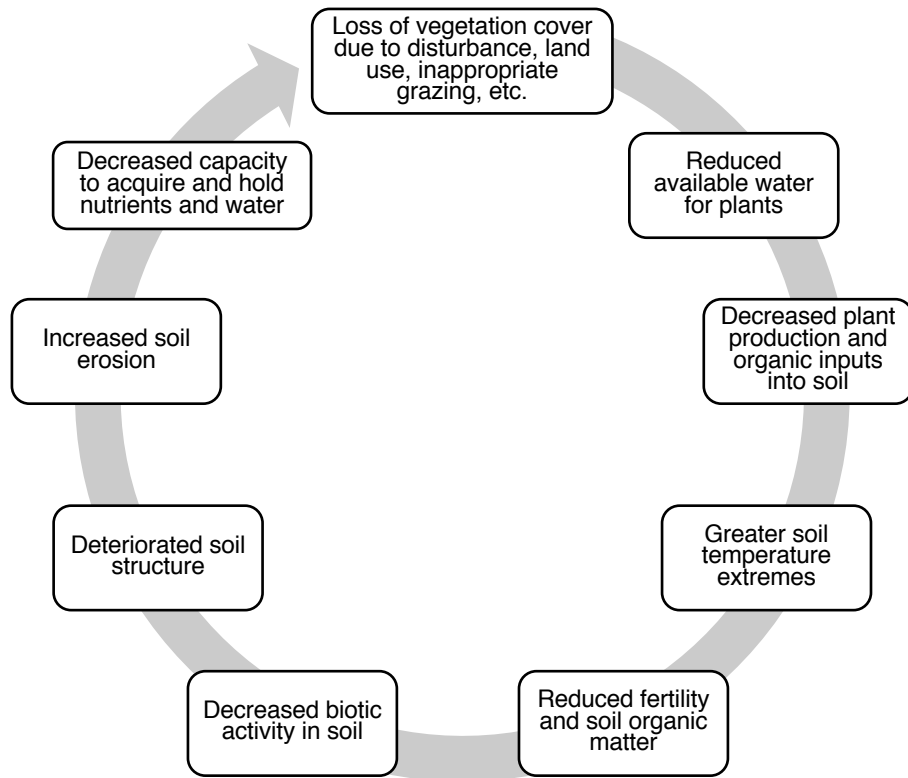 Loss of vegetation cover
due to disturbance, land
use, inappropriate
grazing, etc.
Reduced
available water
for plants
Decreased plant
production and
organic inputs
into soil
Greater soil
temperature
extremes
Reduced fertility
and soil organic
matter
Decreased biotic
activity in soil
Deteriorated soil
structure
Increased soil
erosion
Decreased capacity
to acquire and hold
nutrients and water